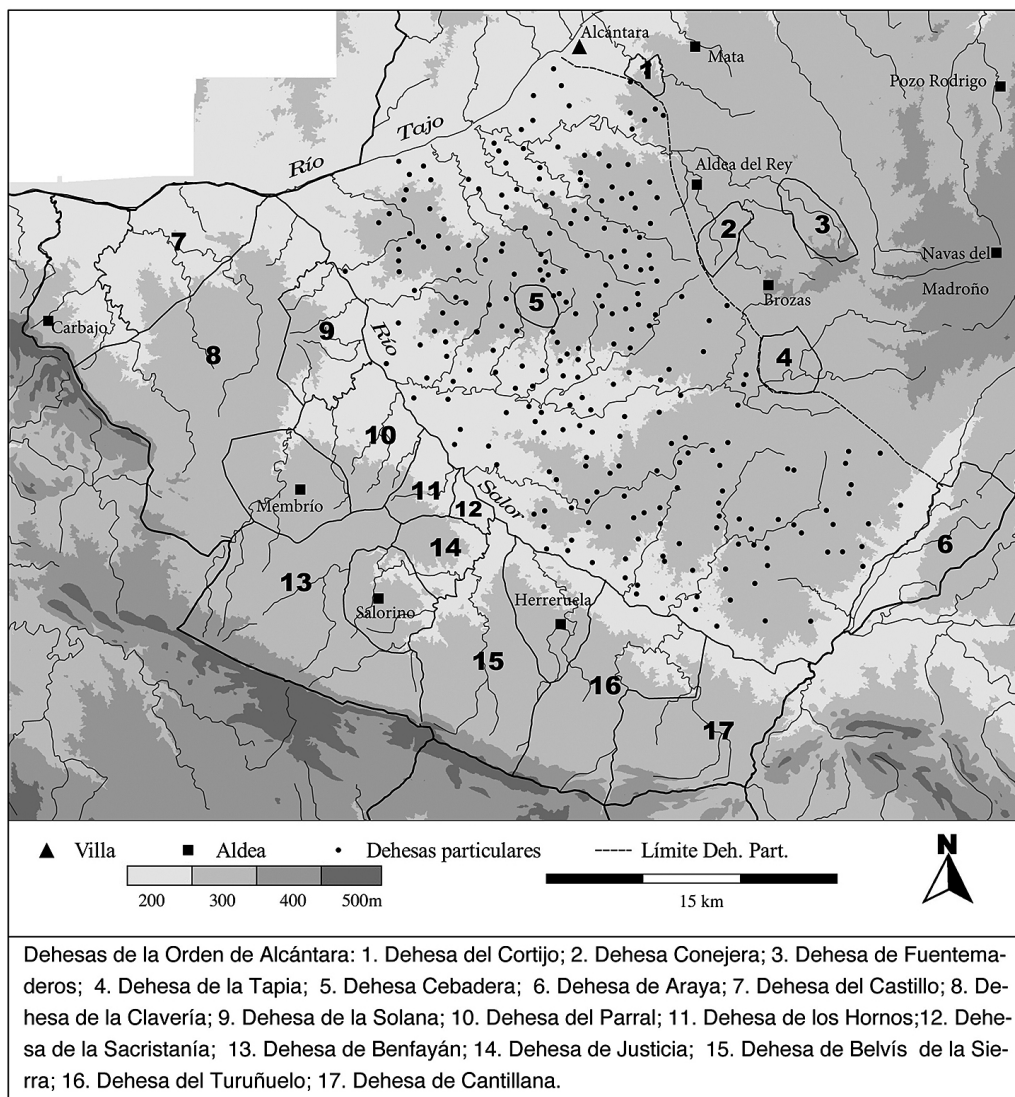 Alcántara
1
Mata
Pozo Rodrigo
Río Tajo
Aldea del Rey
2
3
Navas del
Madroño
7
Brozas
5
Carbajo
9
Río
8
4
10
11
Salor
Membrío
12
14
6
13
Salorino
Herreruela
15
16
17
Villa
Aldea
Dehesas particulares
Límite Deh. Part.
N
200 300 400 500m
15 km
Dehesas de la Orden de Alcántara: 1. Dehesa del Cortijo; 2. Dehesa Conejera; 3. Dehesa de Fuentema-
deros; 4. Dehesa de la Tapia; 5. Dehesa Cebadera; 6. Dehesa de Araya; 7. Dehesa del Castillo; 8. De-
hesa de la Clavería; 9. Dehesa de la Solana; 10. Dehesa del Parral; 11. Dehesa de los Hornos;12. Dehe-
sa de la Sacristanía; 13. Dehesa de Benfayán; 14. Dehesa de Justicia; 15. Dehesa de Belvís de la Sie-
rra; 16. Dehesa del Turuñuelo; 17. Dehesa de Cantillana.